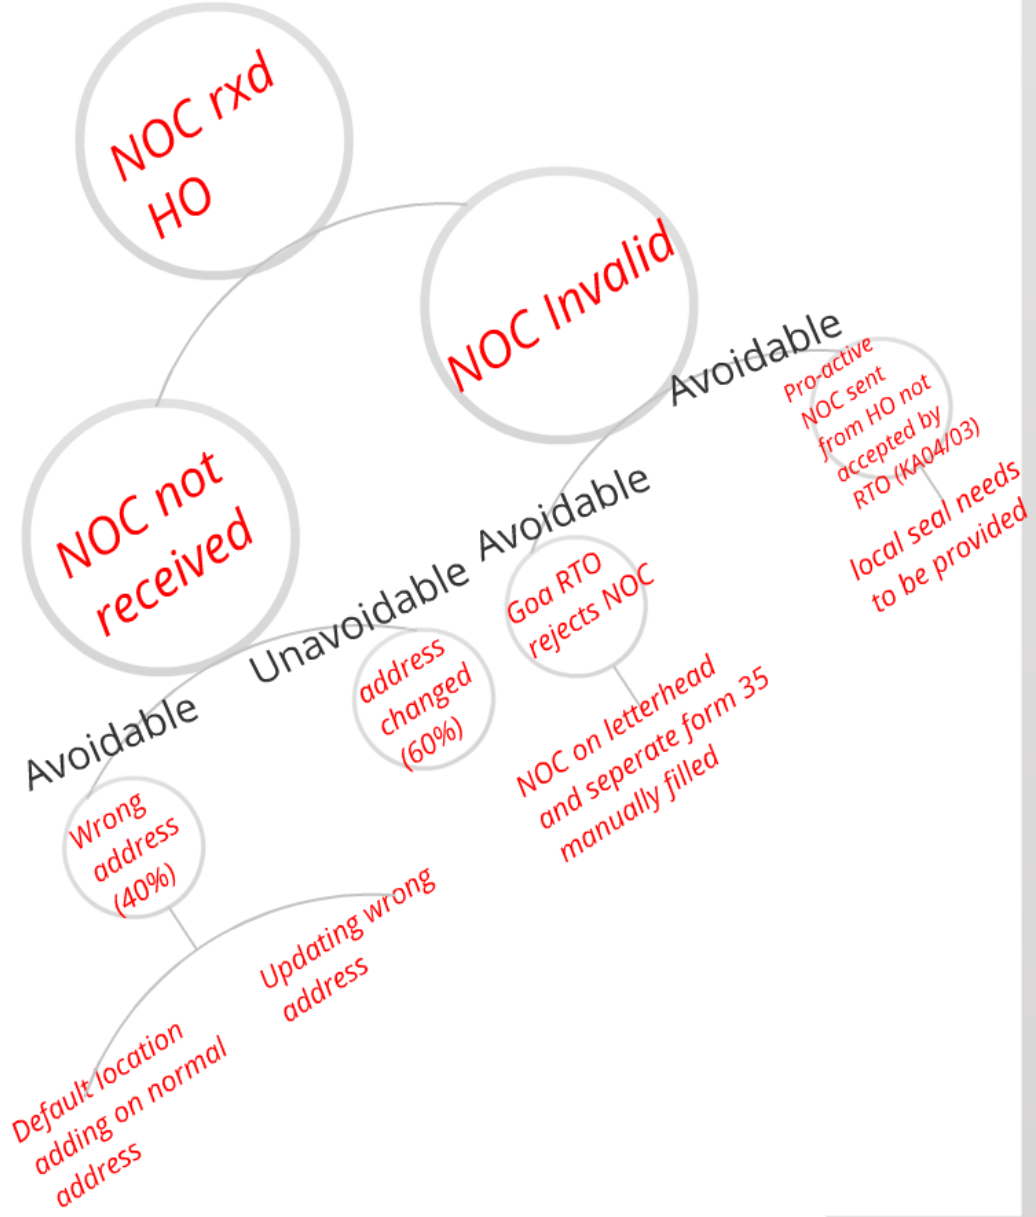 NOC rxd
HO
NOC Invalid
Avoidable
Pro-active
NOC sent
from HO not
accepted by
RTO (KA04/03)
local seal needs
to be provided
NOC not
received
Avoidable
Goa RTO
rejects NOC
NOC on letterhead
and seperate form 35
manually filled
Unavoidable
address
changed
(60%)
Avoidable
Wrong
address
(40%)
Updating wrong
address
Default location
adding on normal
address